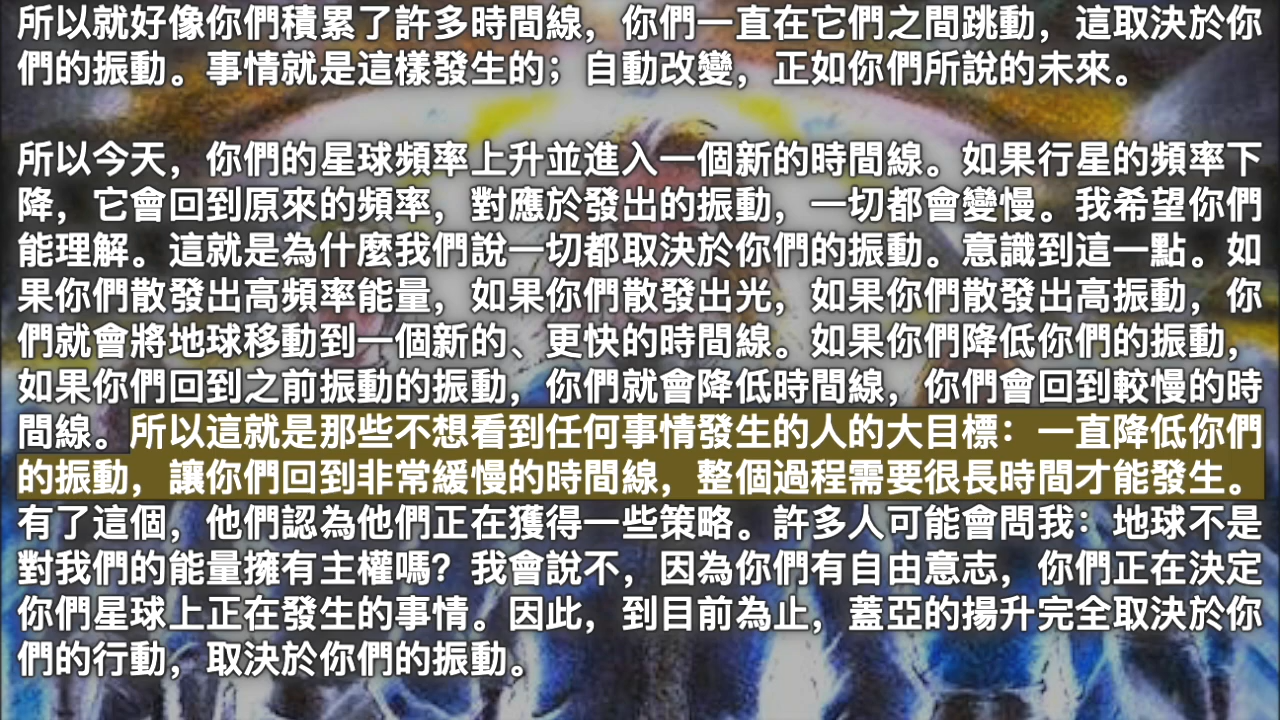 所以就好像你們積累了許多時間線，你們一直在它們之間跳動，這取決於你
們的振動。事情就是這樣發生的；自動改變，正如你們所說的未來。
所以今天，你們的星球頻率上升並進入一個新的時間線。如果行星的頻率下
降，它會回到原來的頻率，對應於發出的振動，一切都會變慢。我希望你們
能理解。這就是為什麼我們說一切都取決於你們的振動。意識到這一點。如
果你們散發出高頻率能量，如果你們散發出光，如果你們散發出高振動，你
們就會將地球移動到一個新的、更快的時間線。如果你們降低你們的振動，
如果你們回到之前振動的振動，你們就會降低時間線，你們會回到較慢的時
間線。所以這就是那些不想看到任何事情發生的人的大目標：一直降低你們
的振動，讓你們回到非常緩慢的時間線，整個過程需要很長時間才能發生。
有了這個，他們認為他們正在獲得一些策略。許多人可能會問我：地球不是
對我們的能量擁有主權嗎？我會說不，因為你們有自由意志，你們正在決定
你們星球上正在發生的事情。因此，到目前為止，蓋亞的揚升完全取決於你
們的行動，取決於你們的振動。